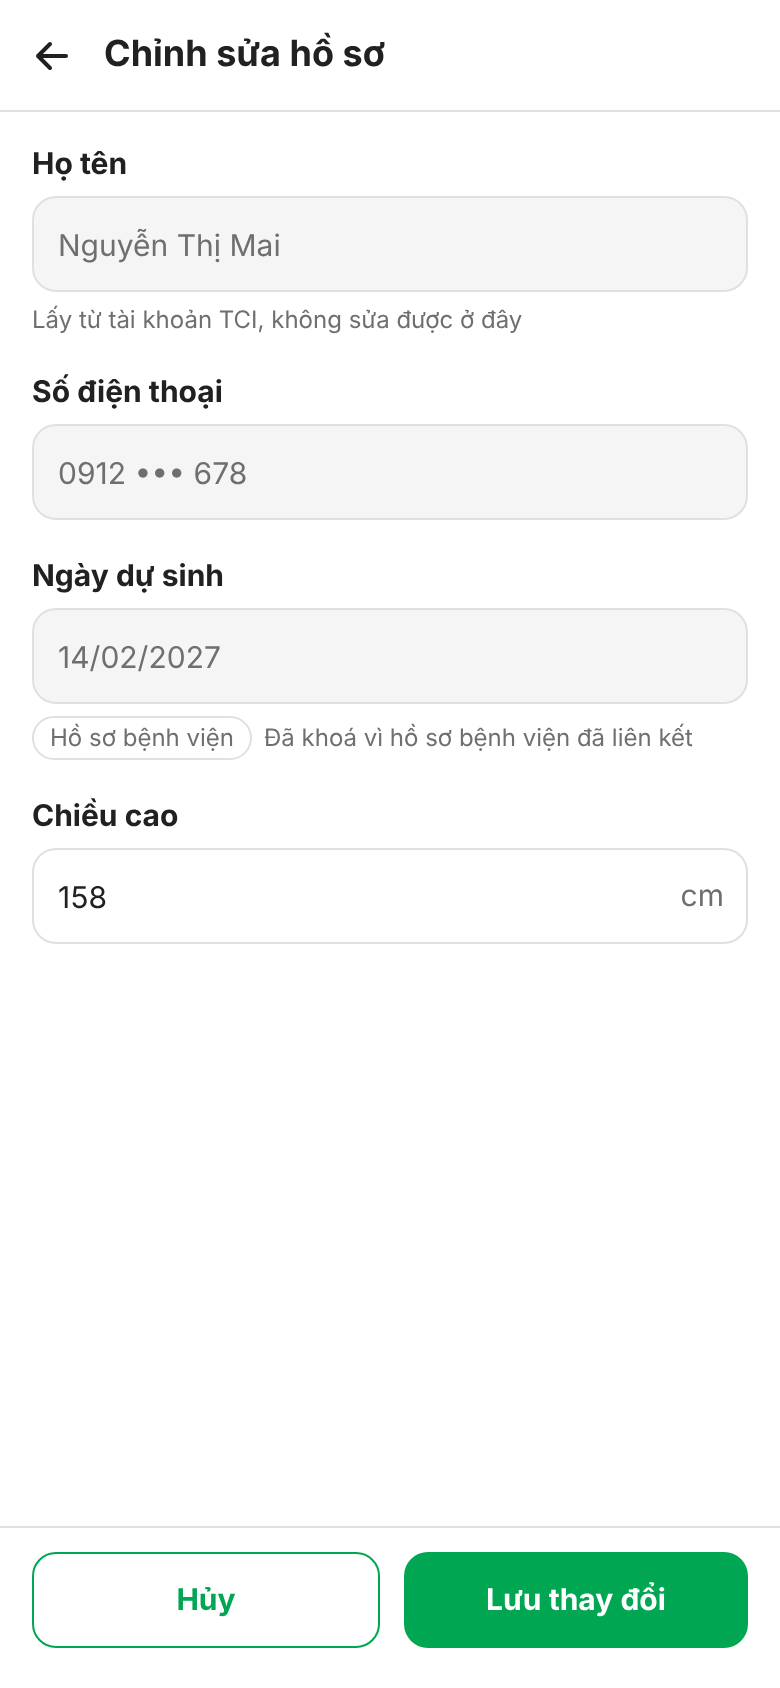 Chỉnh sửa hồ sơ
Họ tên
Nguyễn Thị Mai
Lấy từ tài khoản TCI, không sửa được ở đây
Số điện thoại
0912 ••• 678
Ngày dự sinh
14/02/2027
Hồ sơ bệnh viện Đã khoá vì hồ sơ bệnh viện đã liên kết
Chiều cao
158 cm
Hủy Lưu thay đổi